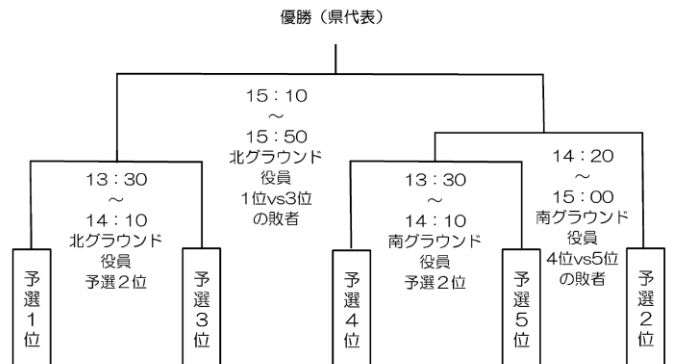 優勝（県代表）
15：10
～
15：50
北グラウンド
役員
1位vs3位
の敗者
13：30
～
14：10
北グラウンド
役員
予選2位
13：30
～
14：10
南グラウンド
役員
予選2位
14：20
～
15：00
南グラウンド
役員
4位vs5位
の敗者
予選1位
予選3位
予選4位
予選5位
予選2位